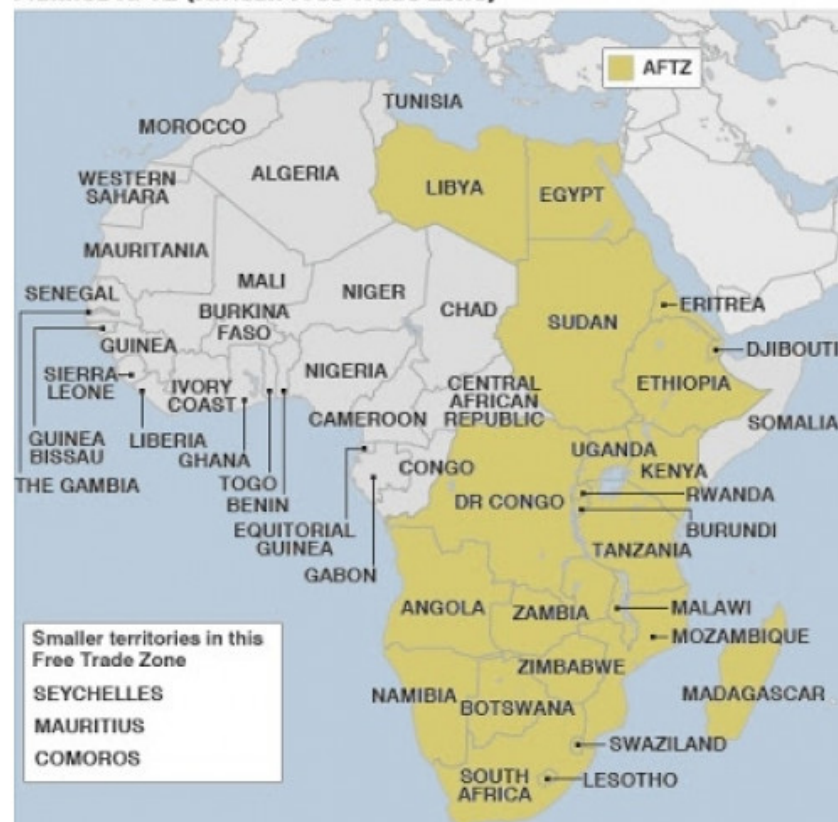 AFTZ
TUNISIA
MOROCCO
ALGERIA
LIBYA
EGYPT
WESTERN
SAHARA
MAURITANIA
MALI
NIGER
CHAD
SUDAN
ERITREA
SENEGAL
BURKINA
FASO
GUINEA
NIGERIA
DJIBOUTI
ETHIOPIA
SIERRA
LEONE
IVORY
COAST
CENTRAL
AFRICAN
REPUBLIC
CAMEROON
SOMALIA
GUINEA
BISSAU
LIBERIA
GHANA
THE GAMBIA
TOGO
BENIN
CONGO
UGANDA
KENYA
DR CONGO
RWANDA
BURUNDI
EQUITORIAL
GUINEA
GABON
TANZANIA
ANGOLA
ZAMBIA
MALAWI
MOZAMBIQUE
ZIMBABWE
NAMIBIA
BOTSWANA
MADAGASCAR
SWAZILAND
SOUTH
AFRICA
LESOTHO
Smaller territories in this
Free Trade Zone
SEYCHELLES
MAURITIUS
COMOROS